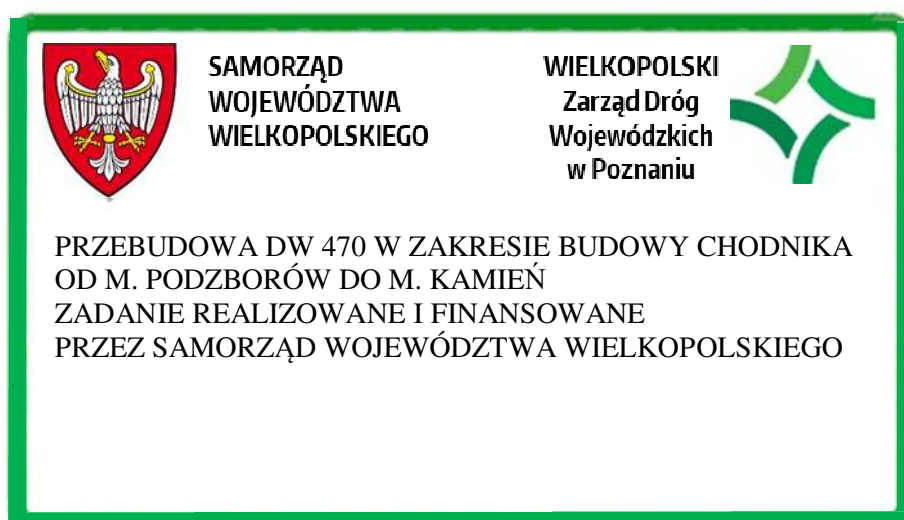 SAMORZĄD
WOJEWÓDZTWA
WIELKOPOLSKIEGO
WIELKOPOLSKI
Zarząd Dróg
Wojewódzkich
w Poznaniu
PRZEBUDOWA DW 470 W ZAKRESIE BUDOWY CHODNIKA
OD M. PODZBORÓW DO M. KAMIEŃ
ZADANIE REALIZOWANE I FINANSOWANE
PRZEZ SAMORZĄD WOJEWÓDZTWA WIELKOPOLSKIEGO